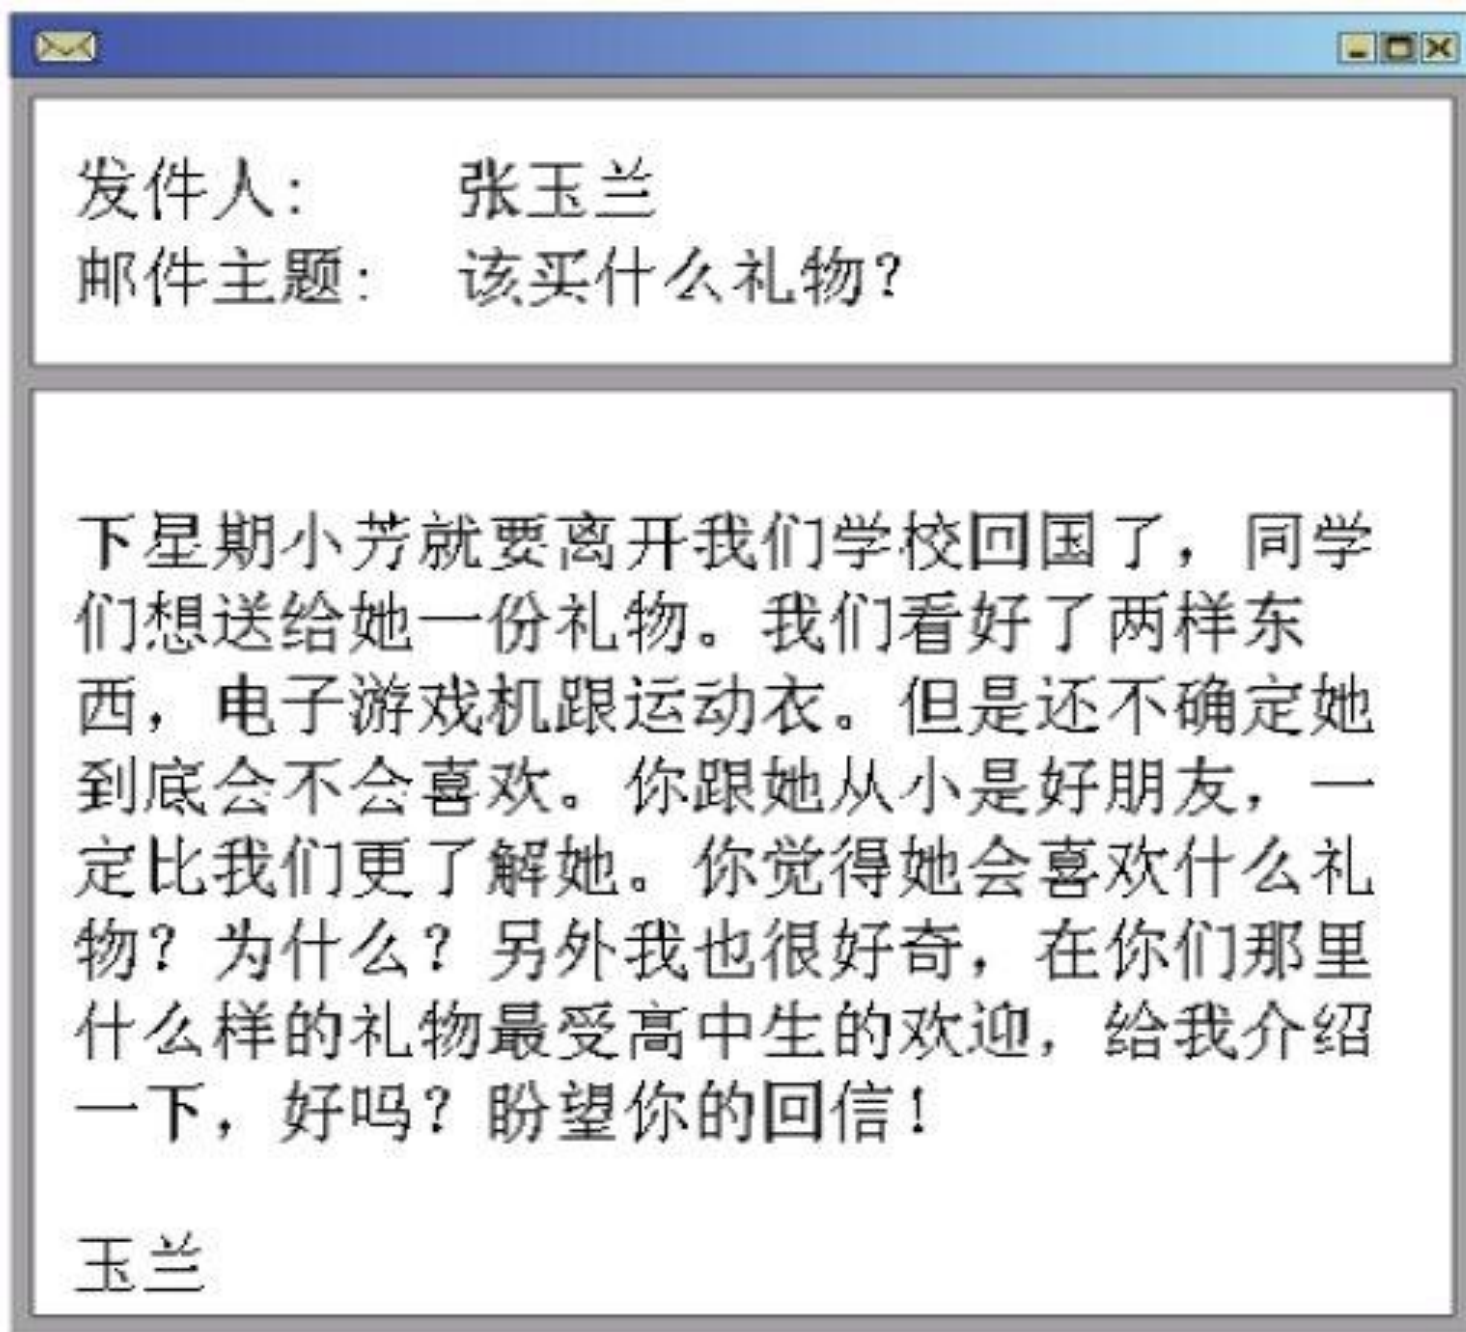 发件人： 张玉兰
邮件主题： 该买什么礼物？
下星期小芳就要离开我们学校回国了，同学
们想送给她一份礼物。我们看好了两样东
西，电子游戏机跟运动衣。但是还不确定她
到底会不会喜欢。你跟她从小是好朋友，一
定比我们更了解她。你觉得她会喜欢什么礼
物？为什么？另外我也很好奇，在你们那里
什么样的礼物最受高中生的欢迎，给我介绍
一下，好吗？盼望你的回信！
玉兰